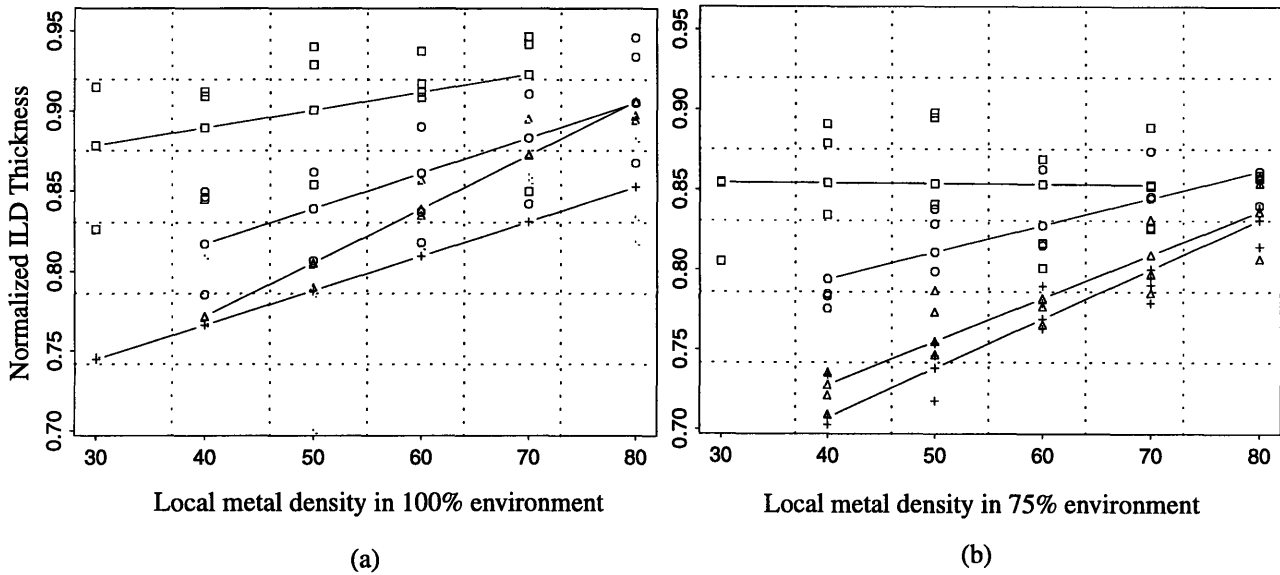 Normalized ILD Thickness
0.95
0.90
0.85
0.80
0.75
0.70
30 40 50 60 70 80
Local metal density in 100% environment
(a)
0.95
0.90
0.85
0.80
0.75
0.70
30 40 50 60 70 80
Local metal density in 75% environment
(b)